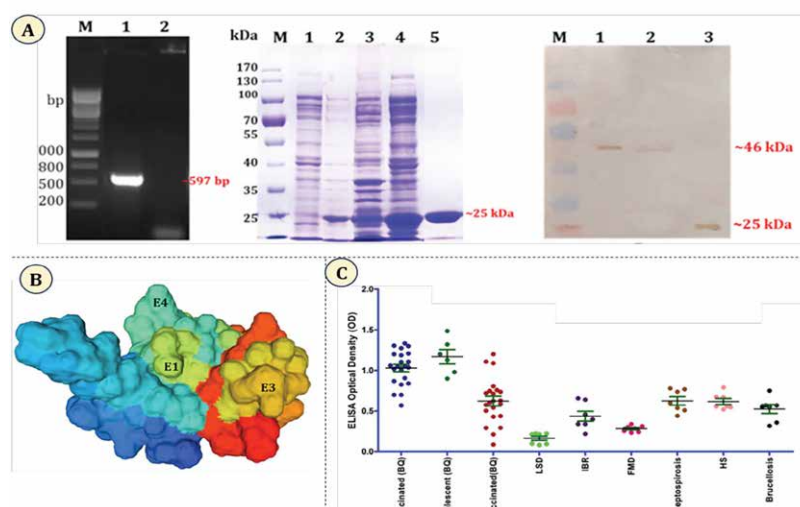 A
M 1 2
bp
000
800
500
200
~597 bp
kDa M 1 2 3 4 5
170
130
100
70
55
40
35
25
~25 kDa
M 1 2 3
~46 kDa
~25 kDa
B
E4
E1
E3
C
ELISA Optical Density (OD)
2.0
1.5
1.0
0.5
0.0
cinated (BQ)
lescent (BQ)
ccinated(BQ)
LSD
IBR
FMD
eptospirosis
HS
Brucellosis